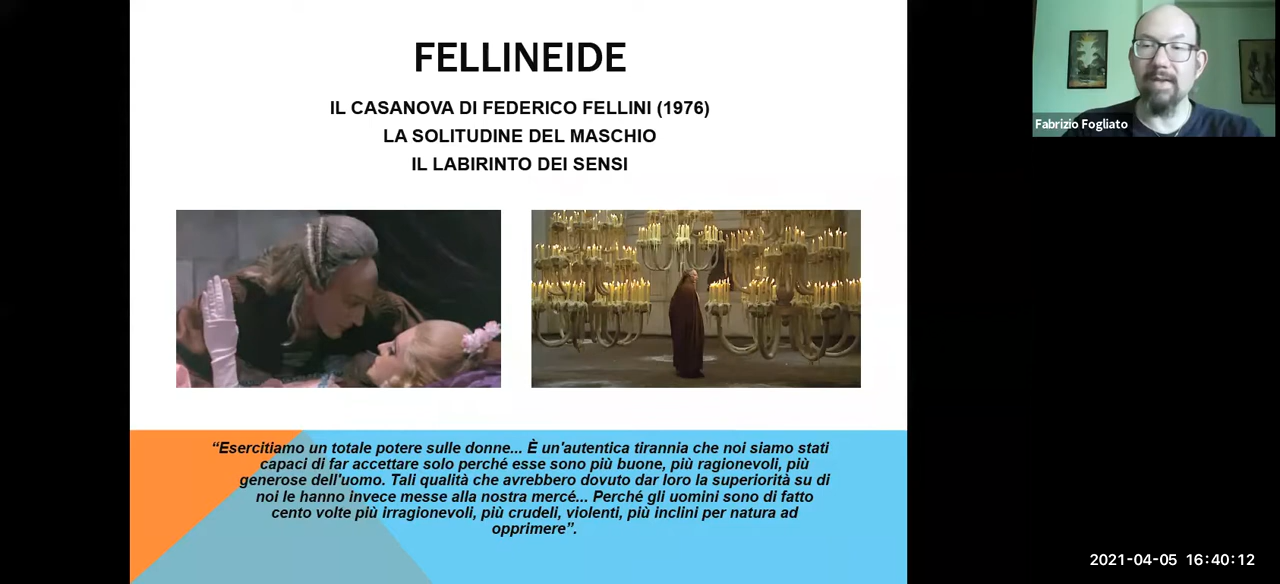 FELLINEIDE
IL CASANOVA DI FEDERICO FELLINI (1976)
LA SOLITUDINE DEL MASCHIO
IL LABIRINTO DEI SENSI
Fabrizio Fogliato
“Esercitiamo un totale potere sulle donne... È un'autentica tirannia che noi siamo stati
capaci di far accettare solo perché esse sono più buone, più ragionevoli, più
generose dell'uomo. Tali qualità che avrebbero dovuto dar loro la superiorità su di
noi le hanno invece messe alla nostra mercé... Perché gli uomini sono di fatto
cento volte più irragionevoli, più crudeli, violenti, più inclini per natura ad
opprimere”.
2021-04-05 16:40:12